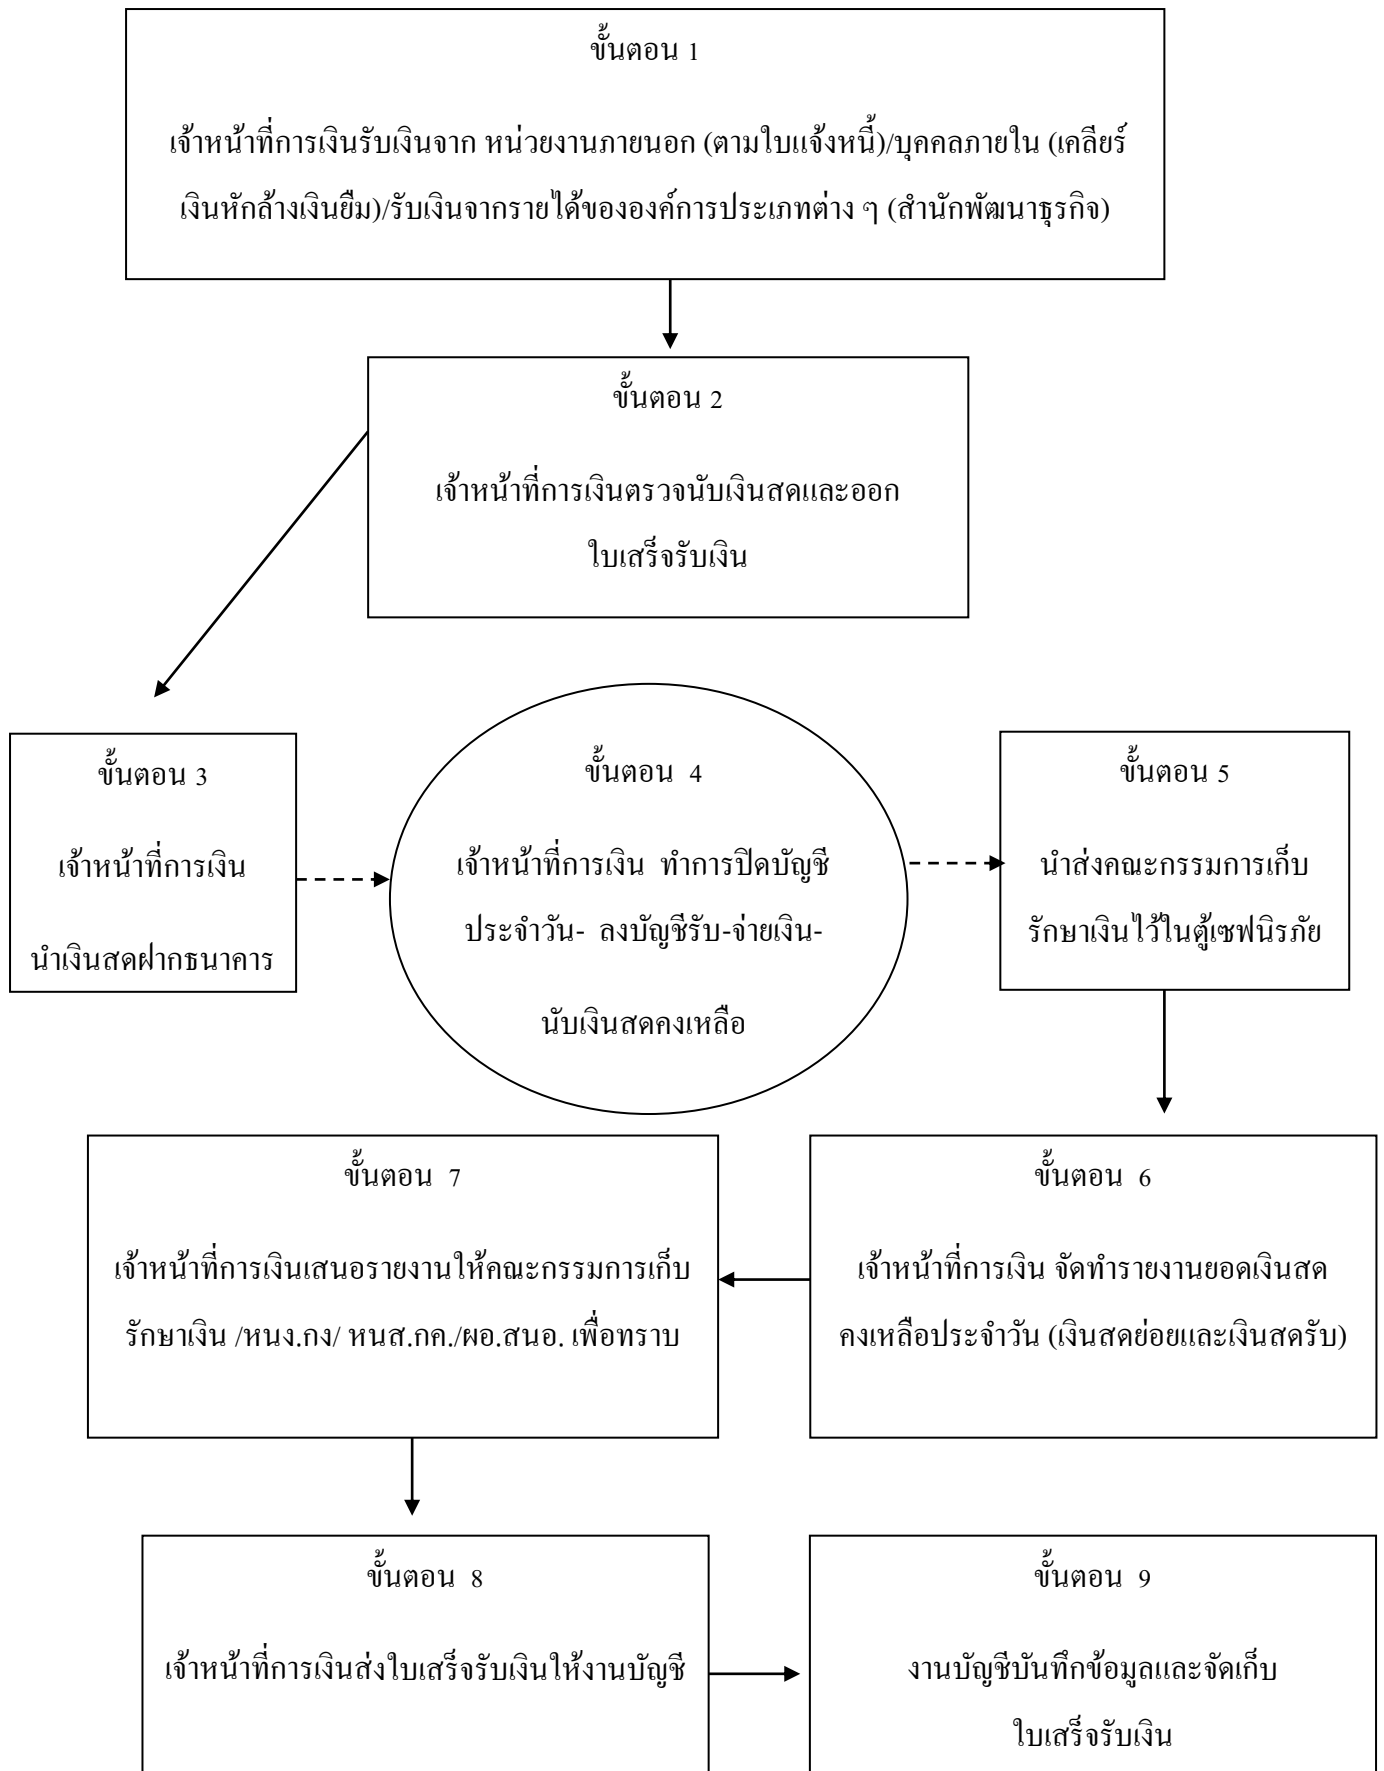 ขั้นตอน 1
เจ้าหน้าที่การเงินรับเงินจาก หน่วยงานภายนอก (ตามใบแจ้งหนี้)/บุคคลภายใน (เคลียร์
เงินหักล้างเงินยืม)/รับเงินจากรายได้ขององค์การประเภทต่าง ๆ (สำนักพัฒนาธุรกิจ)
ขั้นตอน 2
เจ้าหน้าที่การเงินตรวจนับเงินสดและออก
ใบเสร็จรับเงิน
ขั้นตอน 3
เจ้าหน้าที่การเงิน
นำเงินสดฝากธนาคาร
ขั้นตอน 4
เจ้าหน้าที่การเงิน ทำการปิดบัญชี
ประจำวัน- ลงบัญชีรับ-จ่ายเงิน-
นับเงินสดคงเหลือ
ขั้นตอน 5
นำส่งคณะกรรมการเก็บ
รักษาเงินไว้ในตู้เซฟนิรภัย
ขั้นตอน 7
เจ้าหน้าที่การเงินเสนอรายงานให้คณะกรรมการเก็บ
รักษาเงิน /หนง.กง/ หนส.กค./ผอ.สนอ. เพื่อทราบ
ขั้นตอน 6
เจ้าหน้าที่การเงิน จัดทำรายงานยอดเงินสด
คงเหลือประจำวัน (เงินสดย่อยและเงินสดรับ)
ขั้นตอน 8
เจ้าหน้าที่การเงินส่งใบเสร็จรับเงินให้งานบัญชี
ขั้นตอน 9
งานบัญชีบันทึกข้อมูลและจัดเก็บ
ใบเสร็จรับเงิน